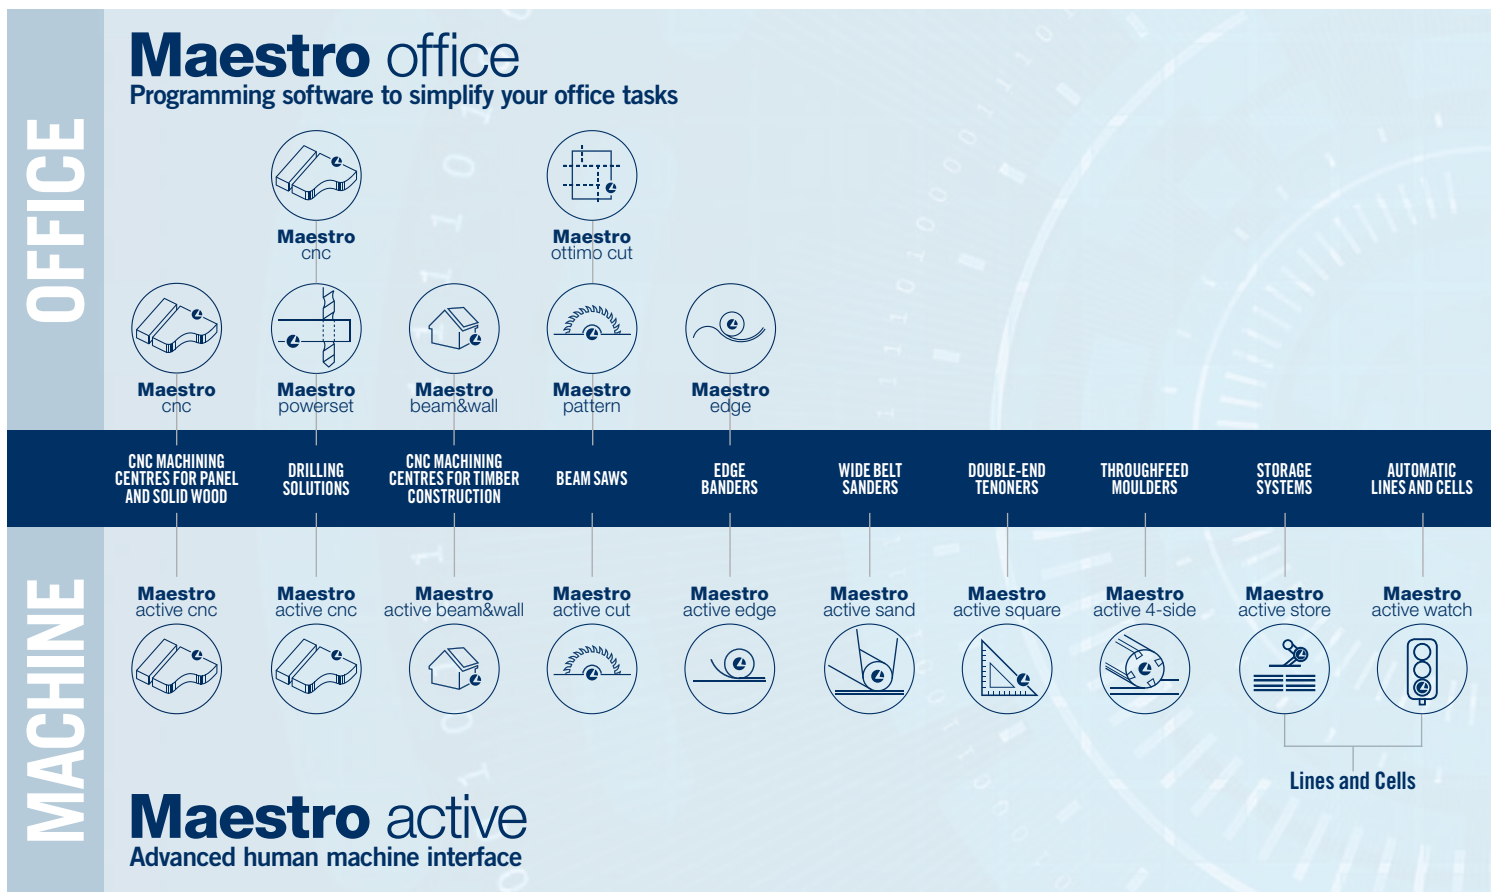 OFFICE
Maestro office
Programming software to simplify your office tasks
Maestro
cnc
Maestro
ottimo cut
Maestro
cnc
Maestro
powerset
Maestro
beam&wall
Maestro
pattern
Maestro
edge
CNC MACHINING
CENTRES FOR PANEL
AND SOLID WOOD
DRILLING
SOLUTIONS
CNC MACHINING
CENTRES FOR TIMBER
CONSTRUCTION
BEAM SAWS
EDGE
BANDERS
WIDE BELT
SANDERS
DOUBLE-END
TENONERS
THROUGHFEED
MOULDERS
STORAGE
SYSTEMS
AUTOMATIC
LINES AND CELLS
MACHINE
Maestro
active cnc
Maestro
active cnc
Maestro
active beam&wall
Maestro
active cut
Maestro
active edge
Maestro
active sand
Maestro
active square
Maestro
active 4-side
Maestro
active store
Maestro
active watch
Lines and Cells
Maestro active
Advanced human machine interface